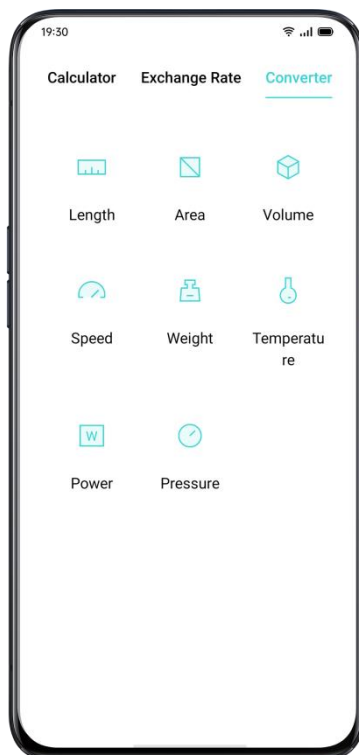 19:30
Calculator Exchange Rate Converter
Length Area Volume
Speed Weight Temperatu
re
W
Power Pressure